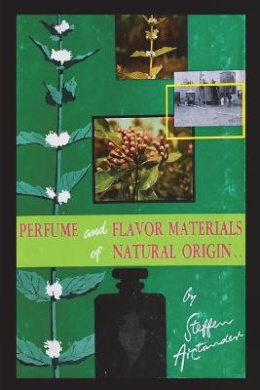 PERFUME and FLAVOR MATERIALS
of NATURAL ORIGIN..
by
Steffen
Arctander